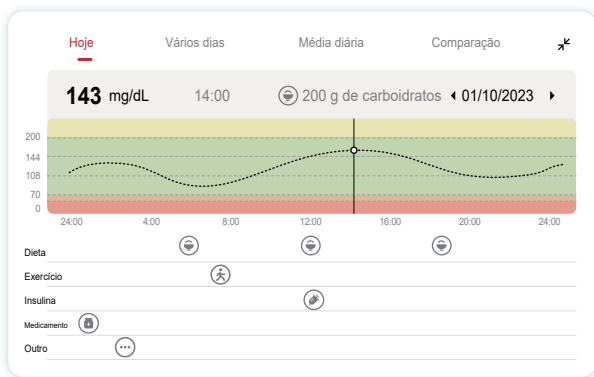 Hoje Vários dias Média diária Comparação
143 mg/dL 14:00 200 g de carboidratos 01/10/2023
200
144
108
70
0
24:00 4:00 8:00 12:00 16:00 20:00 24:00
Dieta
Exercício
Insulina
Medicamento
Outro